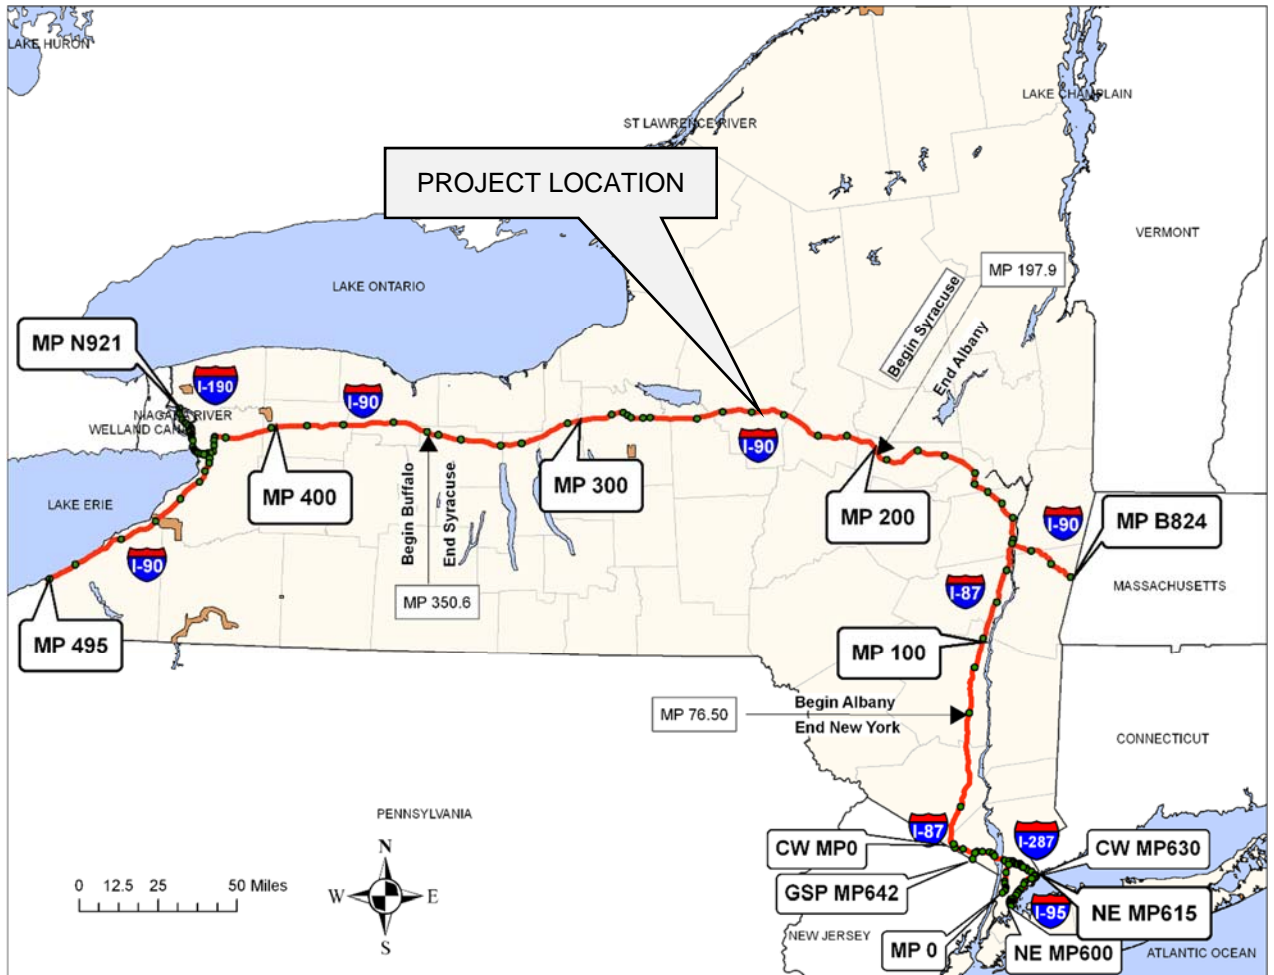 LAKE HURON
LAKE CHAMPLAIN
ST LAWRENCE RIVER
PROJECT LOCATION
VERMONT
MP 197.9
LAKE ONTARIO
Begin Syracuse
End Albany
MP N921
I-190
I-90
NIAGARA RIVER
WELLAND CANAL
I-90
MP 400
MP 300
MP 200
I-90
MP B824
LAKE ERIE
Begin Buffalo
End Syracuse
I-90
MP 350.6
I-87
MASSACHUSETTS
MP 495
MP 100
MP 76.50
Begin Albany
End New York
CONNECTICUT
PENNSYLVANIA
I-87
I-287
CW MP0
CW MP630
N
W E
S
0 12.5 25 50 Miles
GSP MP642
I-95
NE MP615
NEW JERSEY
MP 0
NE MP600
ATLANTIC OCEAN